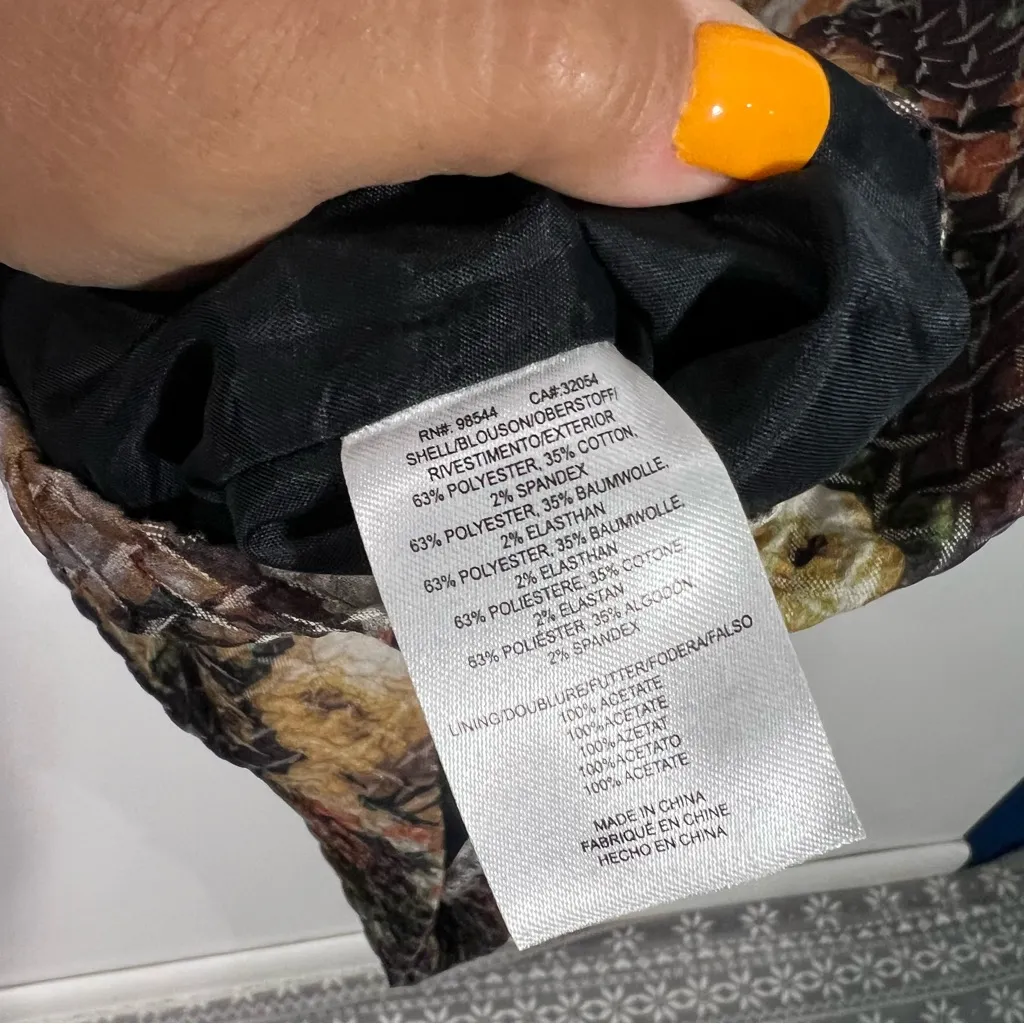 RN#: 98544 CA#:32054
SHELL/BLOUSON/OBERSTOFF/
RIVESTIMENTO/EXTERIOR
63% POLYESTER, 35% COTTON,
2% SPANDEX
63% POLYESTER, 35% BAUMWOLLE,
2% ELASTHAN
63% POLYESTER, 35% BAUMWOLLE,
2% ELASTHAN
63% POLIESTERE, 35% COTONE,
2% ELASTAN
63% POLIÉSTER, 35% ALGODÓN
2% SPANDEX
LINING/DOUBLURE/FUTTER/FODERA/FALSO
100% ACETATE
100% ACETATE
100% AZETAT
100% ACETATO
100% ACETATE
MADE IN CHINA
FABRIQUÉ EN CHINE
HECHO EN CHINA